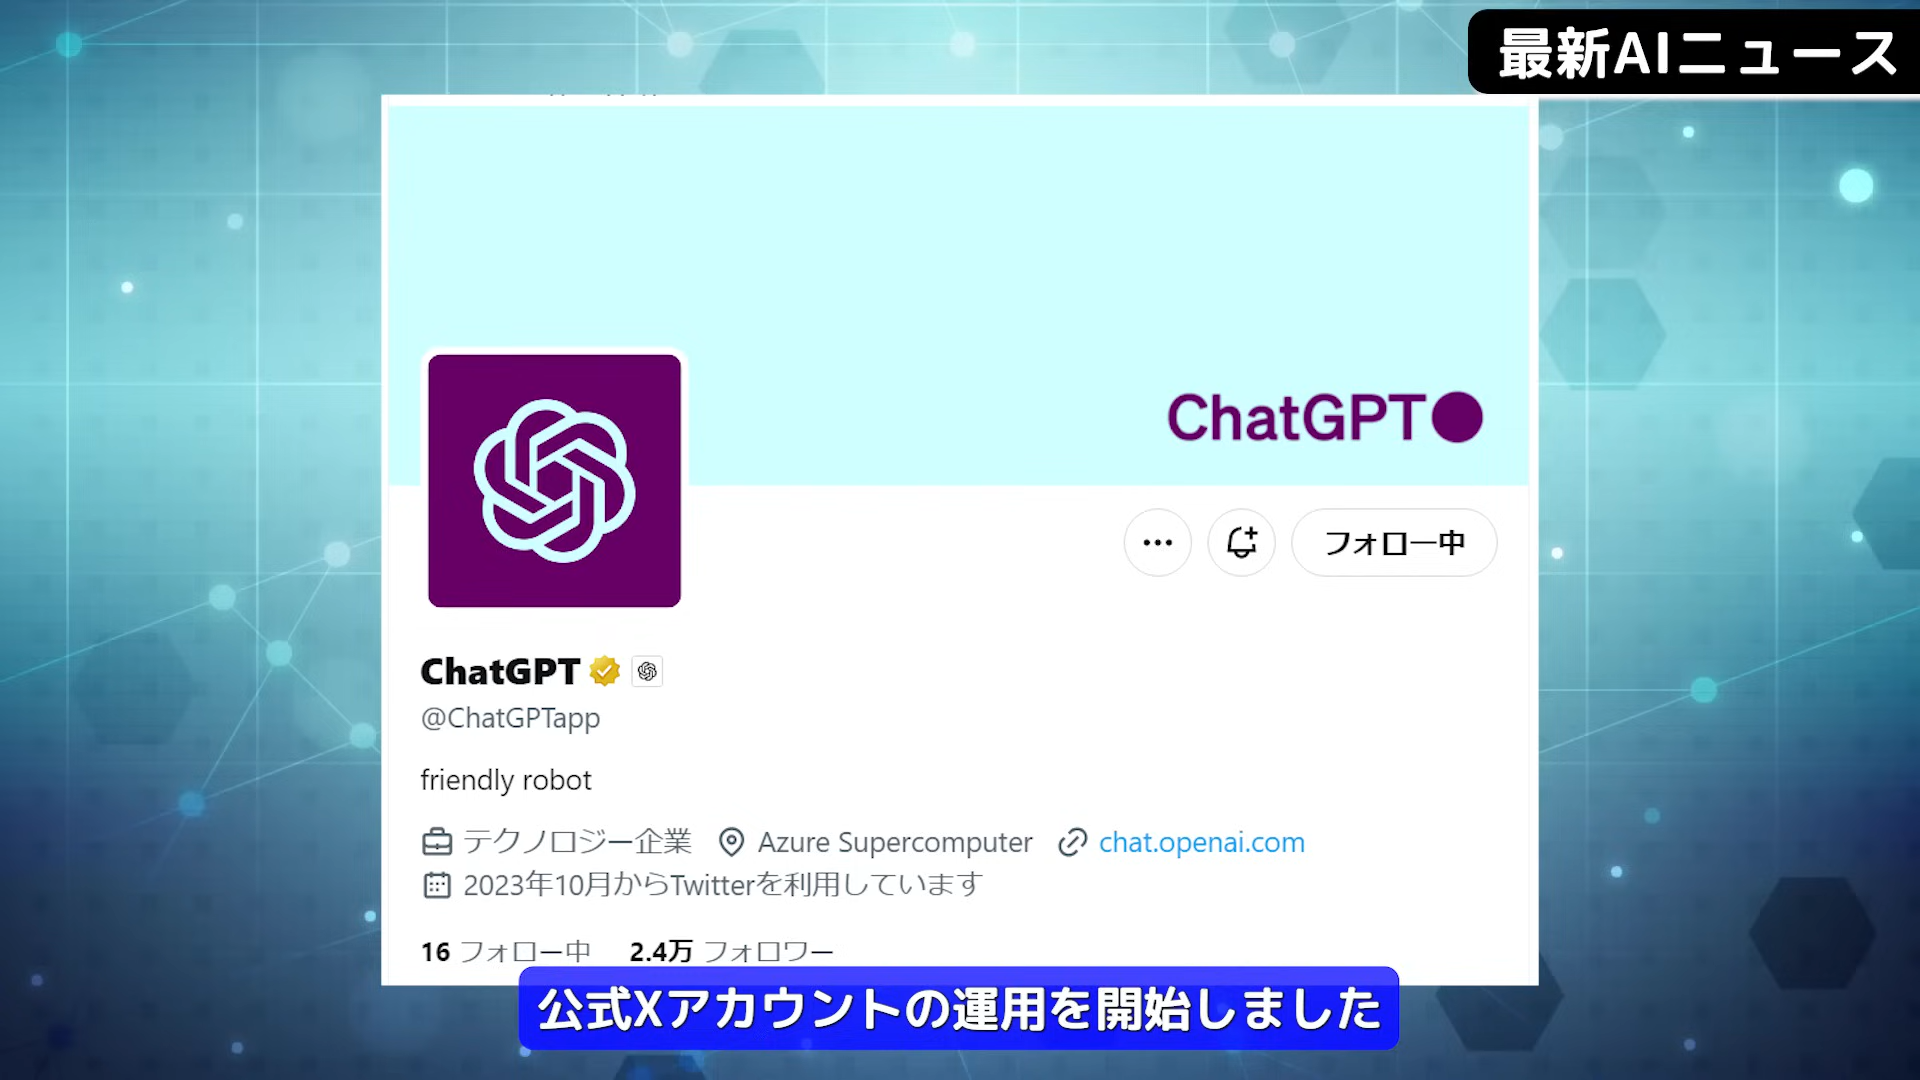 最新AIニュース
ChatGPT
フォロー中
ChatGPT
@ChatGPTapp
friendly robot
テクノロジー企業 Azure Supercomputer chat.openai.com
2023年10月からTwitterを利用しています
16 フォロー中 2.4万 フォロワー
公式Xアカウントの運用を開始しました